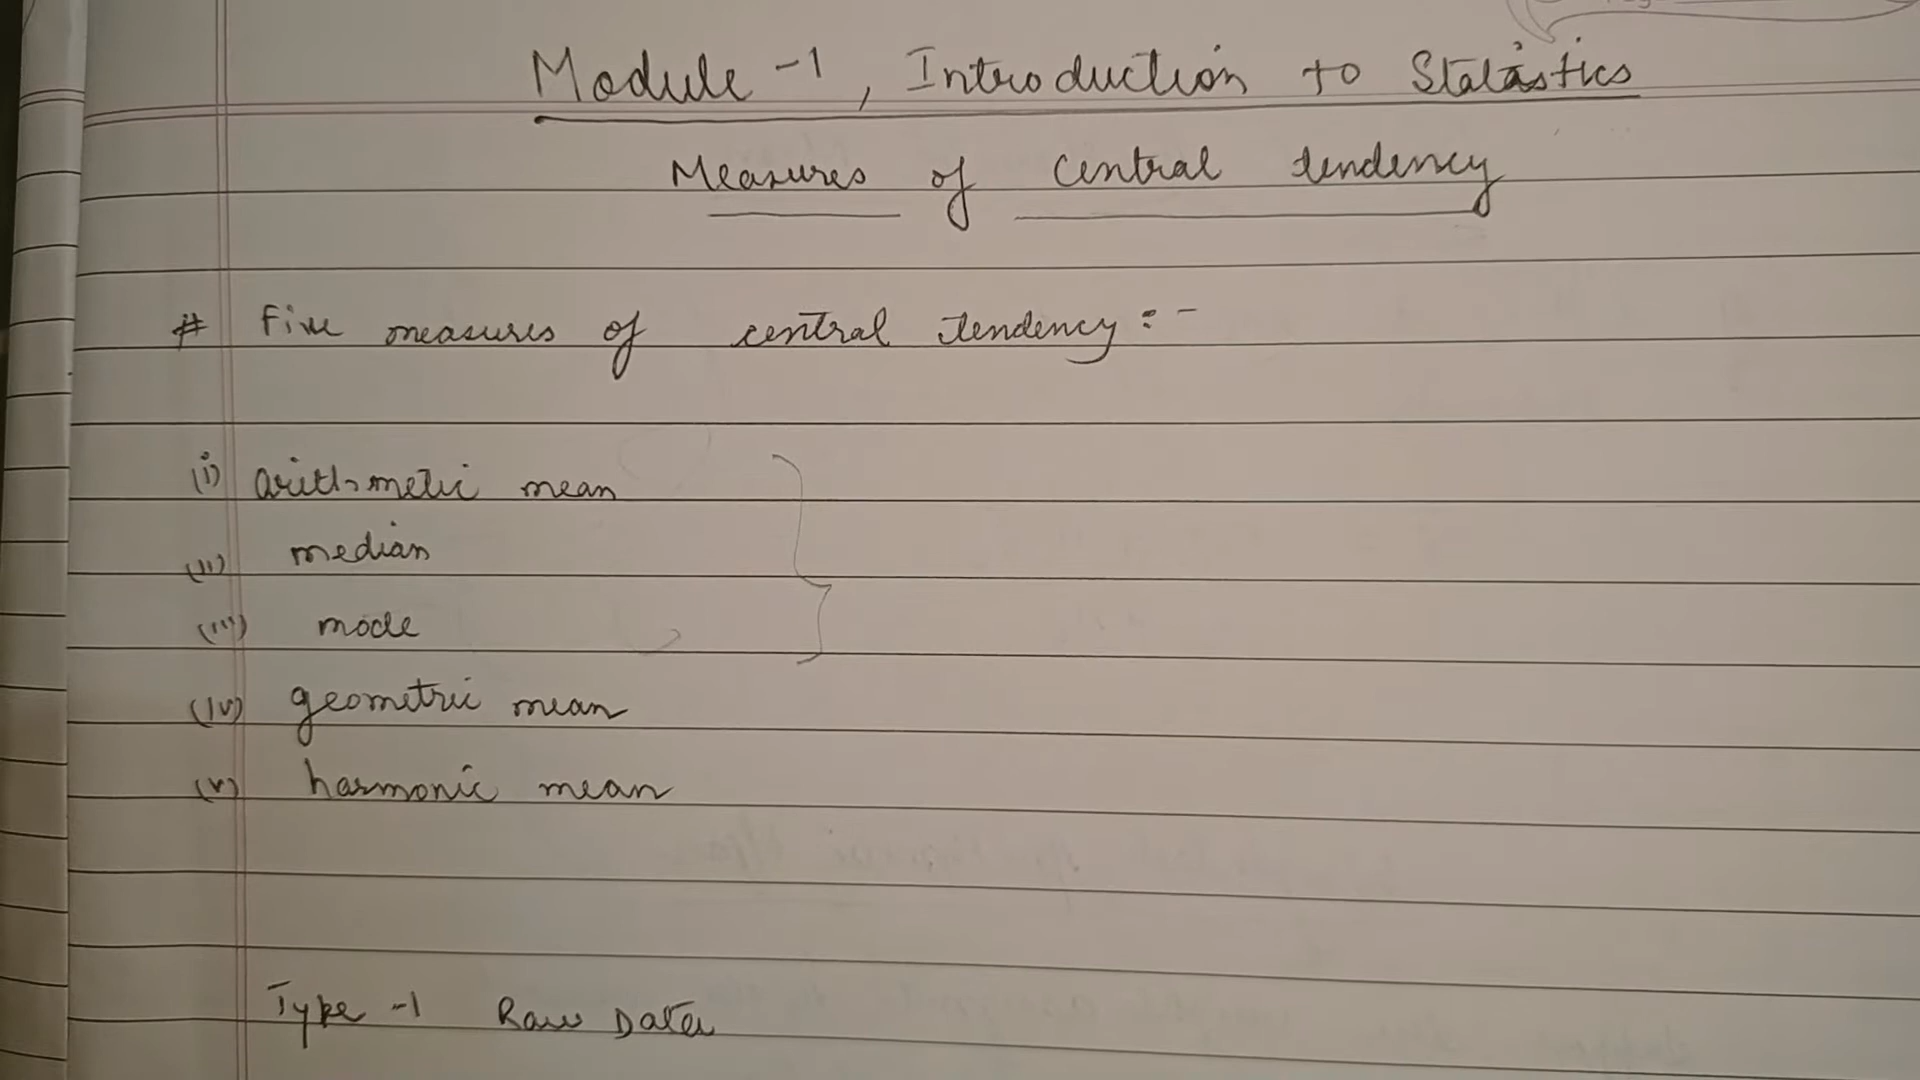 Module -1, Introduction to Statistics
Measures of central tendency
# Five measures of central tendency :-
(i) arithmetic mean
(ii) median
(iii) mode
(iv) geometric mean
(v) harmonic mean
Type -1 Raw Data